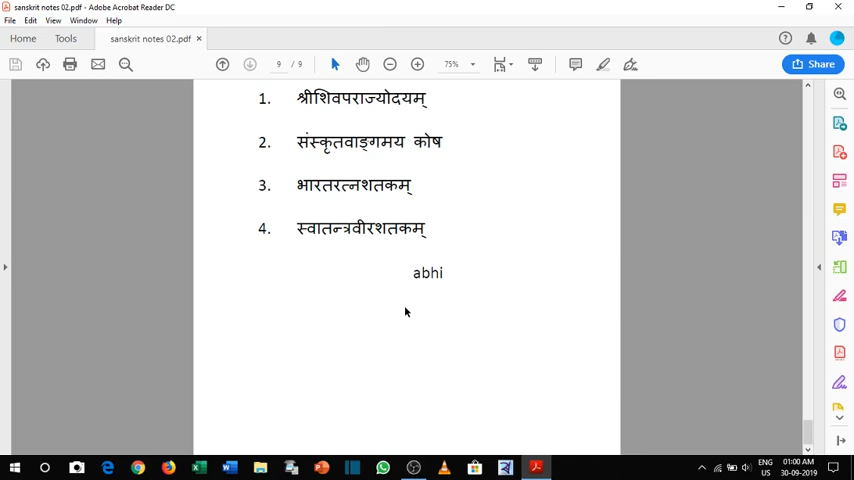 sanskrit notes 02.pdf - Adobe Acrobat Reader DC
File Edit View Window Help
Home Tools sanskrit notes 02.pdf ×
9 / 9 75% Share
1. श्रीशिवपराज्योदयम्
2. संस्कृतवाङ्गमय कोष
3. भारतरत्नशतकम्
4. स्वातन्त्रवीरशतकम्
abhi
ENG 01:00 AM
US 30-09-2019